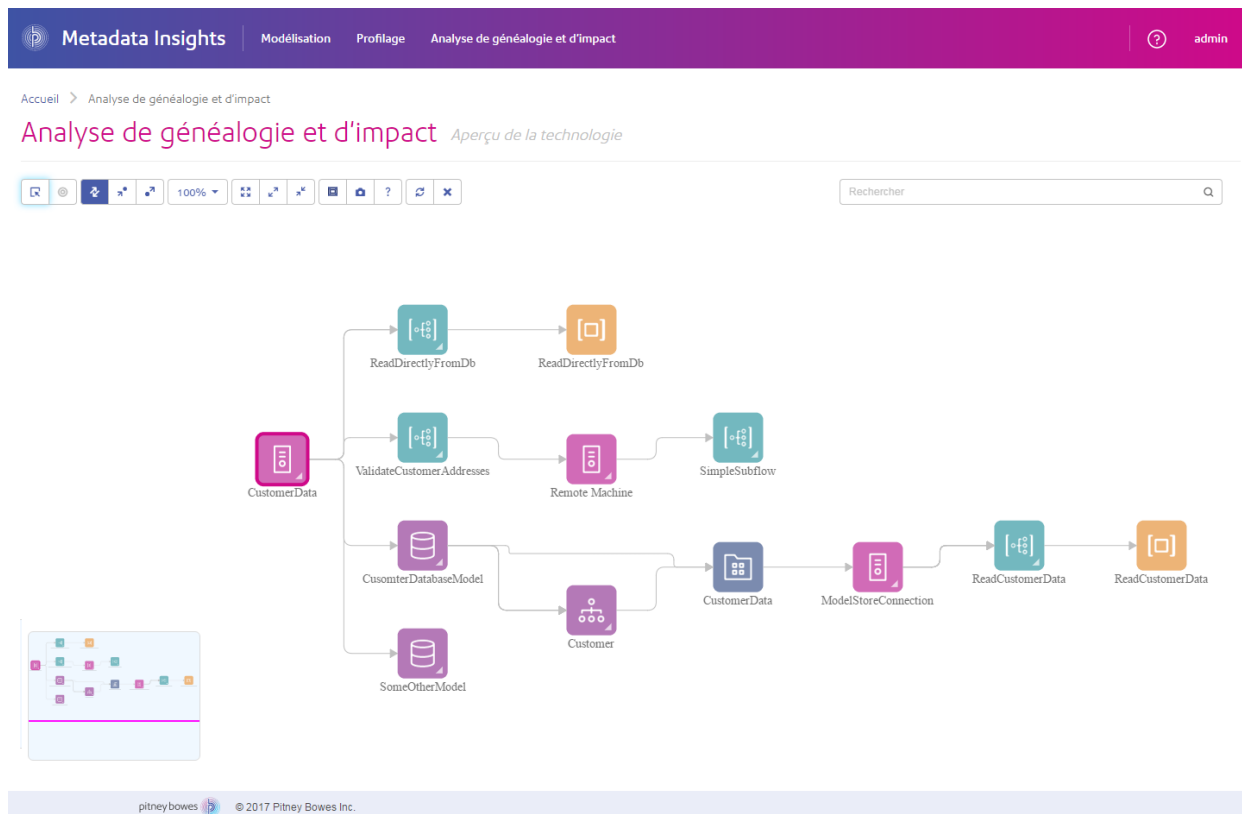 Metadata Insights Modélisation Profilage Analyse de généalogie et d'impact ? admin
Accueil > Analyse de généalogie et d'impact
Analyse de généalogie et d'impact Aperçu de la technologie
100% ? Rechercher
ReadDirectlyFromDb ReadDirectlyFromDb
ValidateCustomerAddresses SimpleSubflow
CustomerData Remote Machine
CusomterDatabaseModel ReadCustomerData ReadCustomerData
CustomerData ModelStoreConnection
Customer
SomeOtherModel
pitney bowes © 2017 Pitney Bowes Inc.